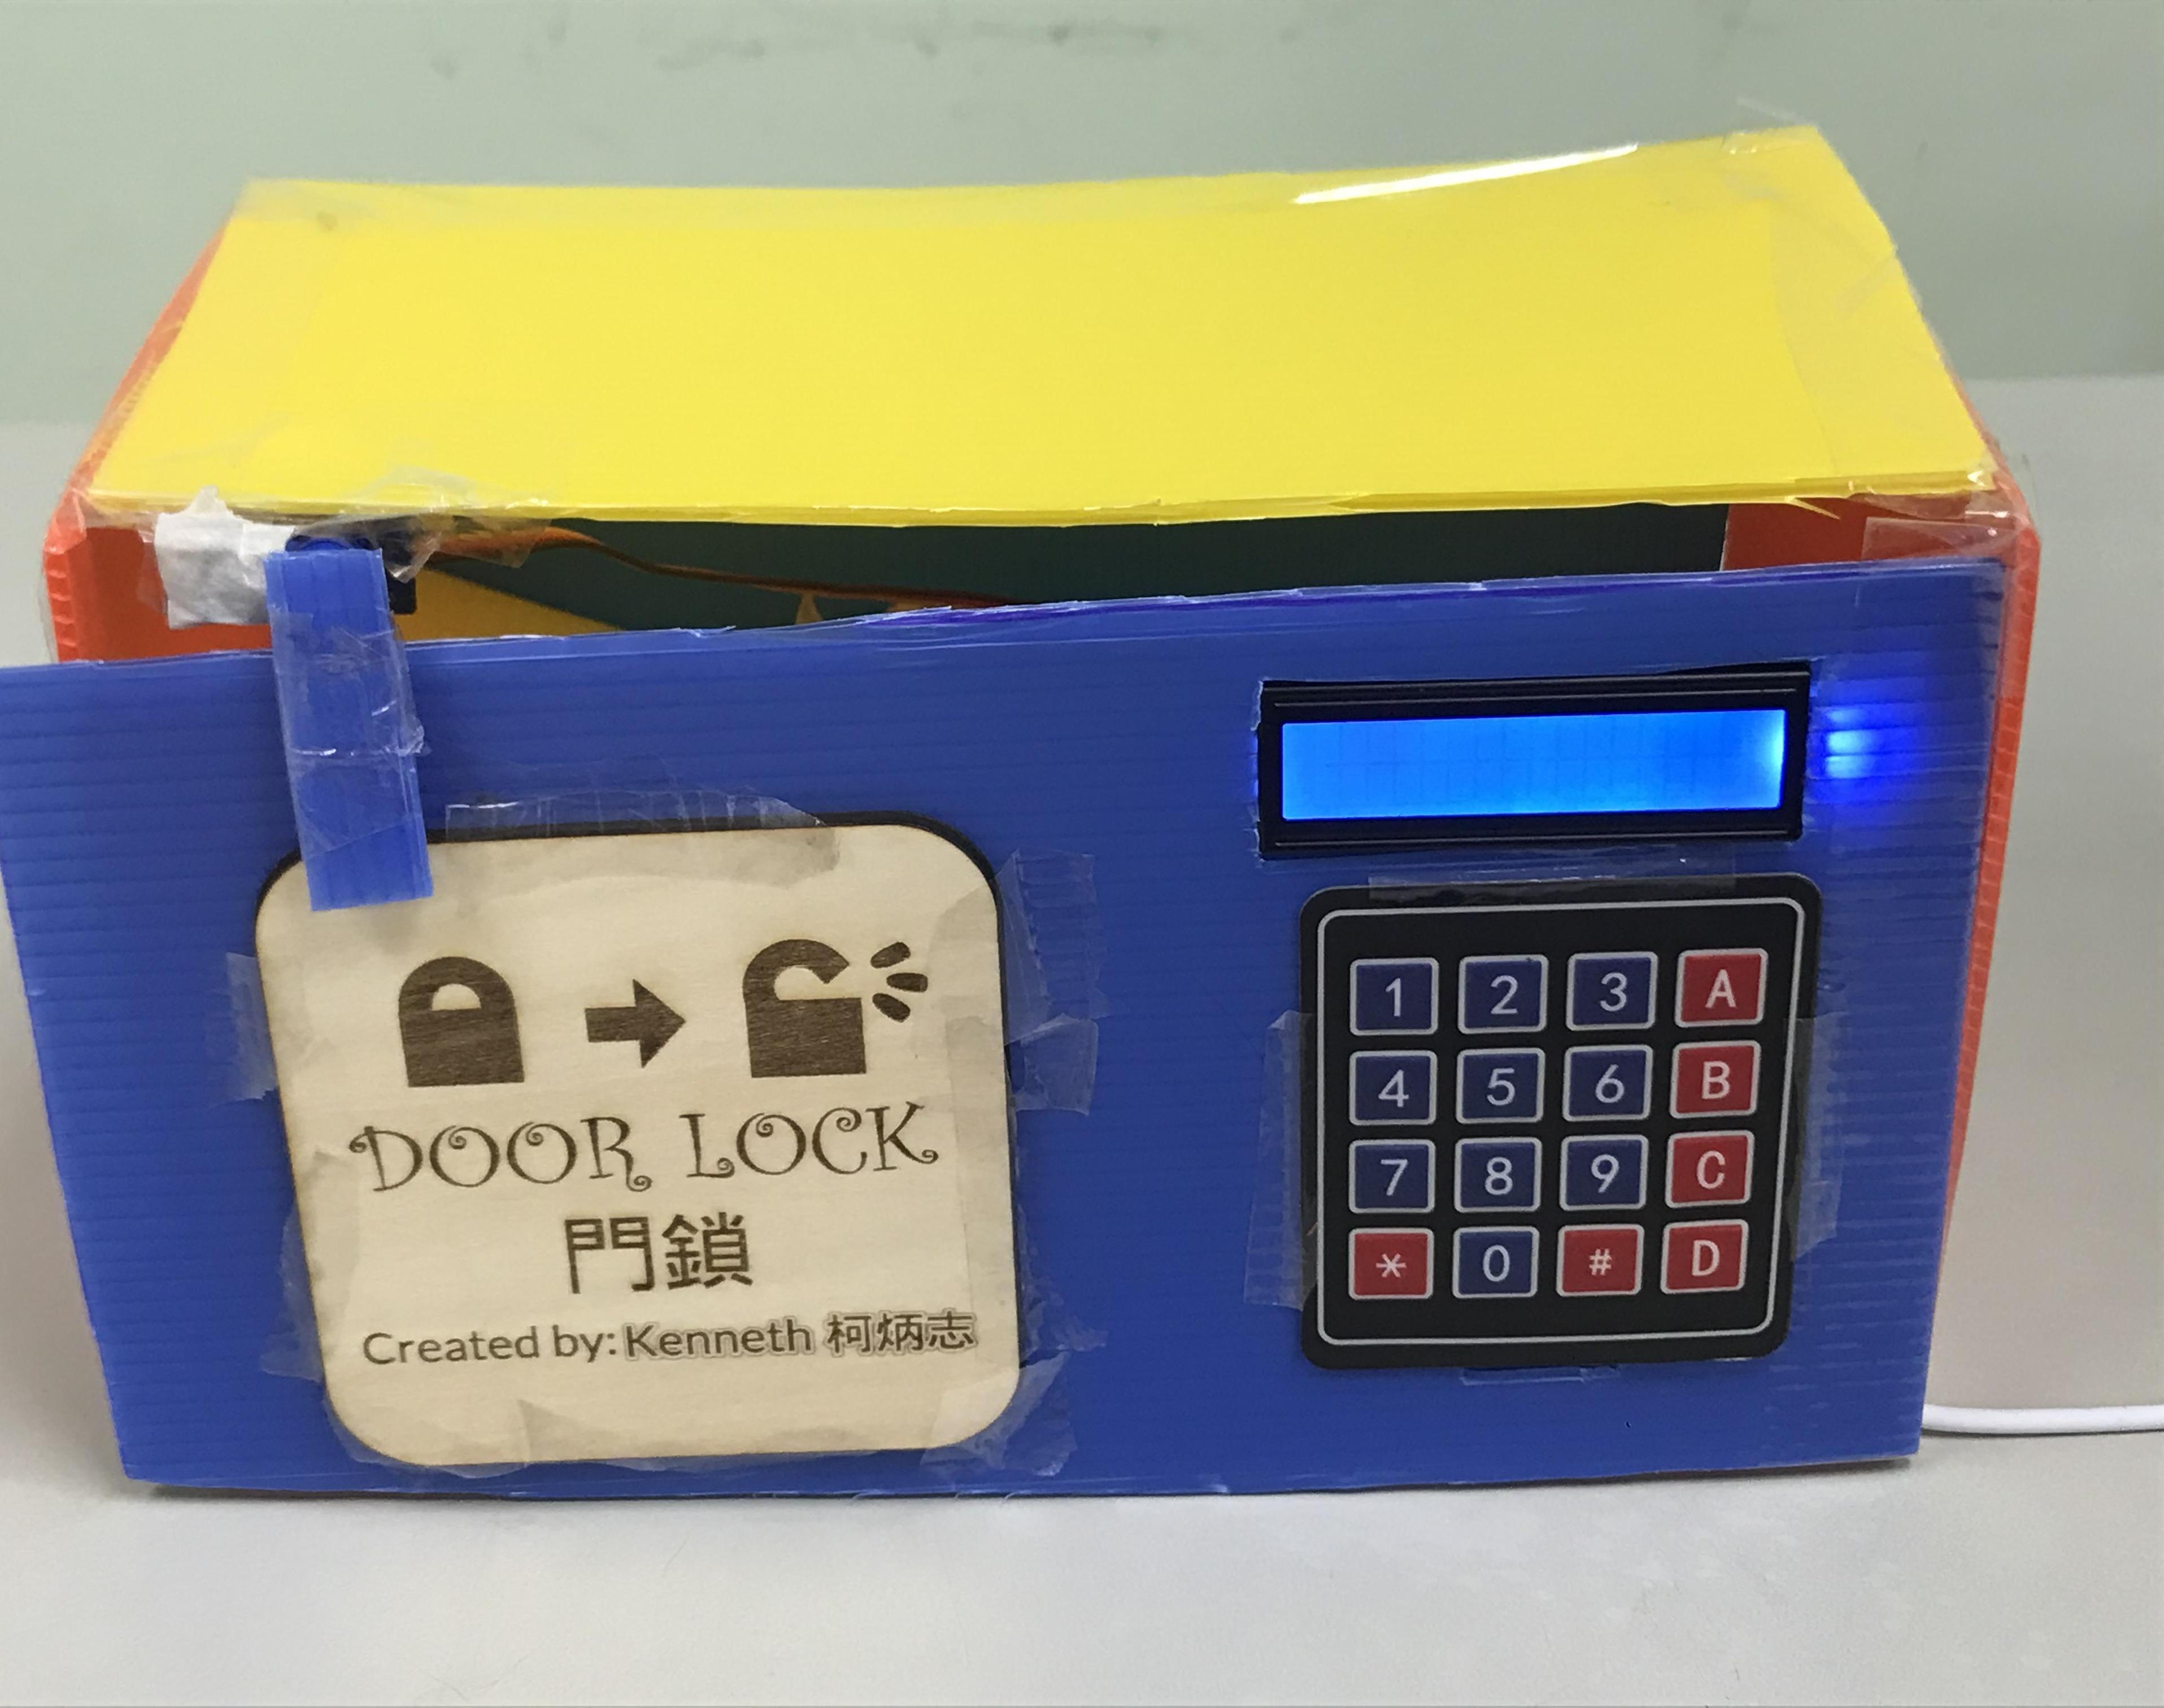 DOOR LOCK
門鎖
Created by: Kenneth 柯炳志
1 2 3 A
4 5 6 B
7 8 9 C
* 0 # D